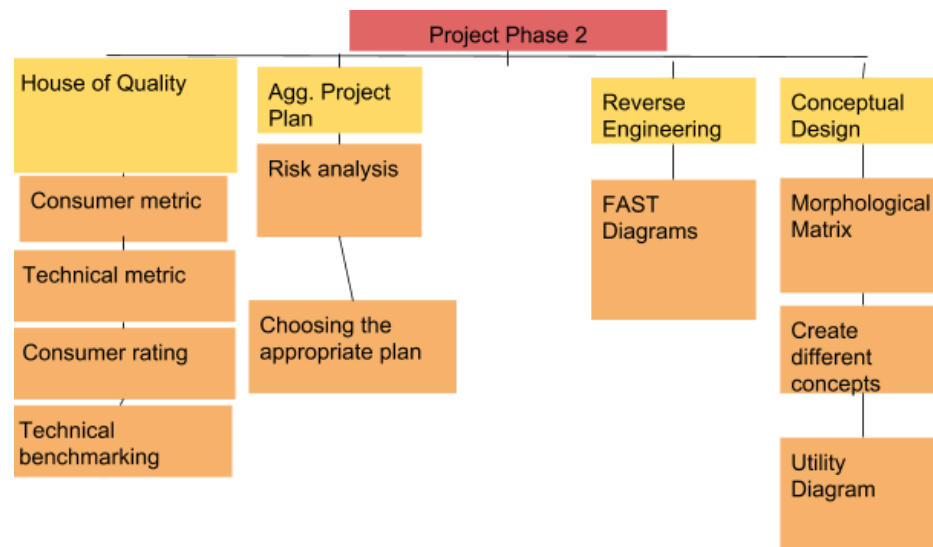 Project Phase 2
House of Quality
Consumer metric
Technical metric
Consumer rating
Technical
benchmarking
Agg. Project
Plan
Risk analysis
Choosing the
appropriate plan
Reverse
Engineering
FAST
Diagrams
Conceptual
Design
Morphological
Matrix
Create
different
concepts
Utility
Diagram